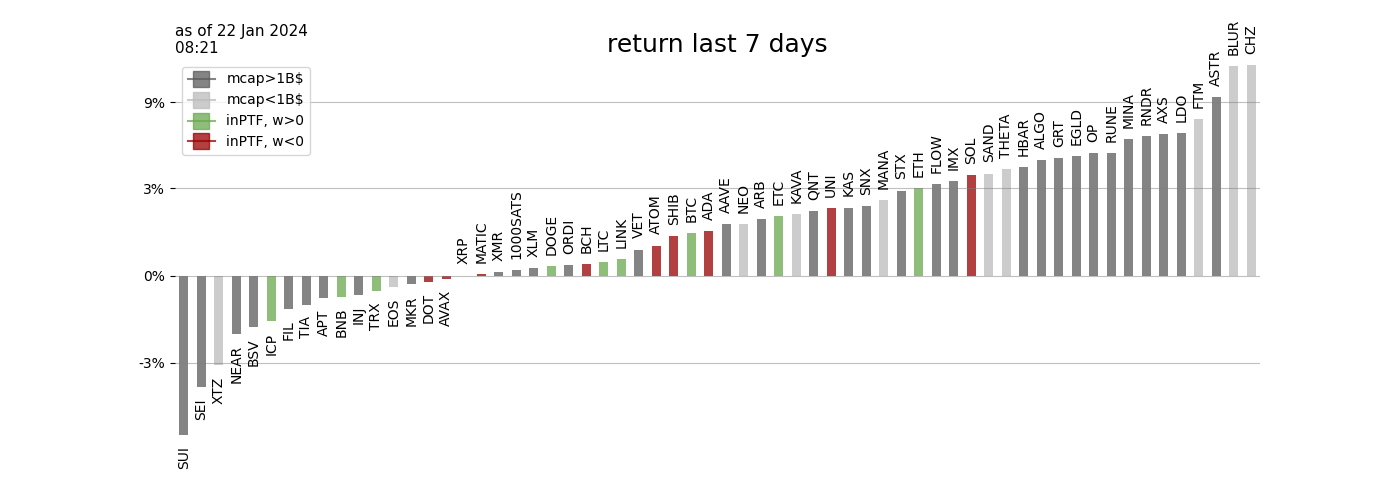 as of 22 Jan 2024
08:21
return last 7 days
mcap>1B$
mcap<1B$
inPTF, w>0
inPTF, w<0
9%
3%
0%
-3%
SUI
SEI
XTZ
NEAR
BSV
ICP
FIL
TIA
APT
BNB
INJ
TRX
EOS
MKR
DOT
AVAX
XRP
MATIC
XMR
1000SATS
XLM
DOGE
ORDI
BCH
LTC
LINK
VET
ATOM
SHIB
BTC
ADA
AAVE
NEO
ARB
ETC
KAVA
QNT
UNI
KAS
SNX
MANA
STX
ETH
FLOW
IMX
SOL
SAND
THETA
HBAR
ALGO
GRT
EGLD
OP
RUNE
MINA
RNDR
AXS
LDO
FTM
ASTR
BLUR
CHZ